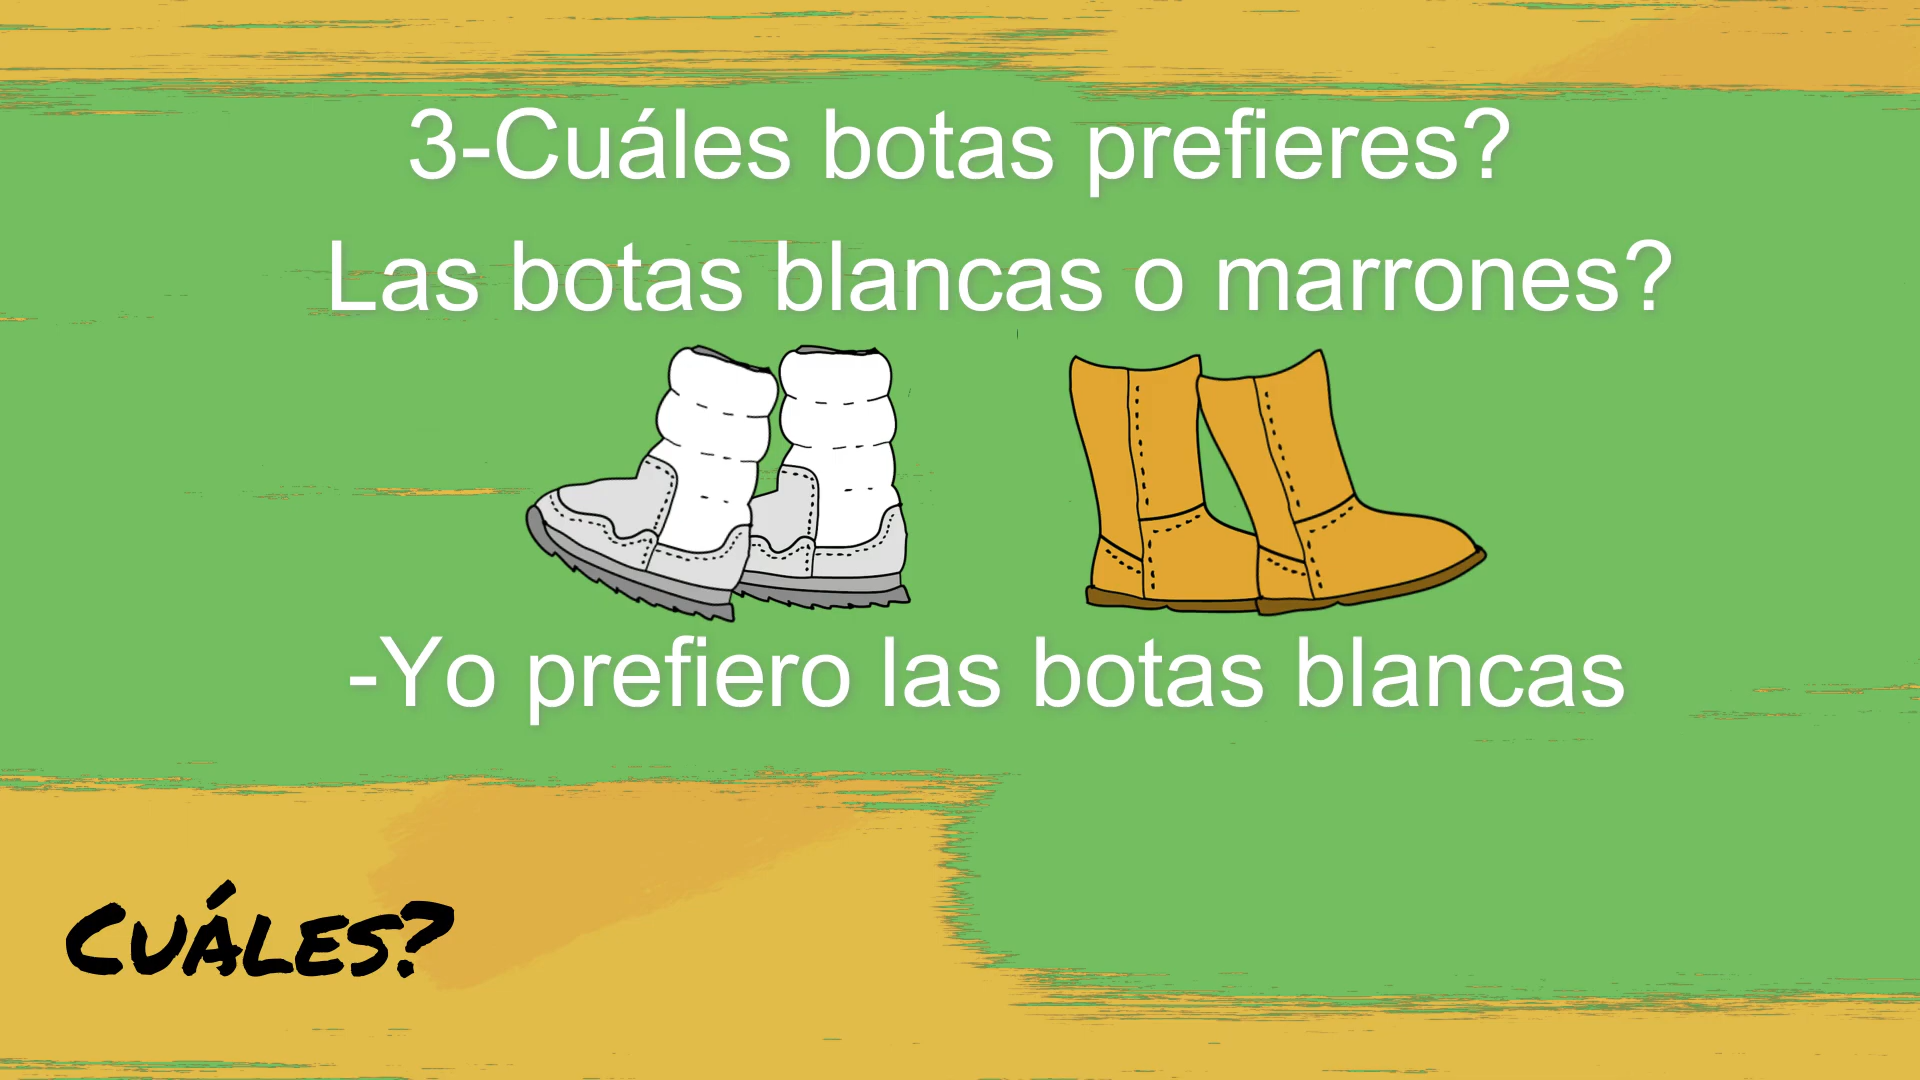 3-Cuáles botas prefieres?
Las botas blancas o marrones?
-Yo prefiero las botas blancas
Cuáles?